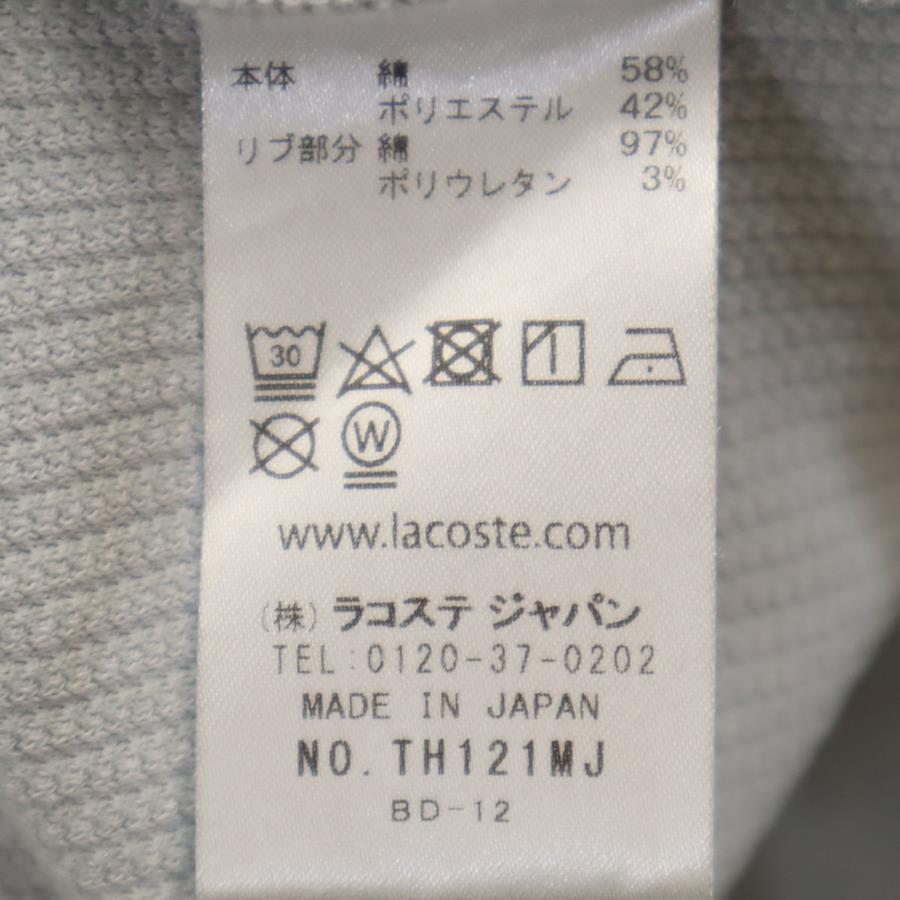 本体 綿 58%
ポリエステル 42%
リブ部分 綿 97%
ポリウレタン 3%
30
W
www.lacoste.com
(株) ラコステ ジャパン
TEL:0120-37-0202
MADE IN JAPAN
NO. TH121MJ
BD-12